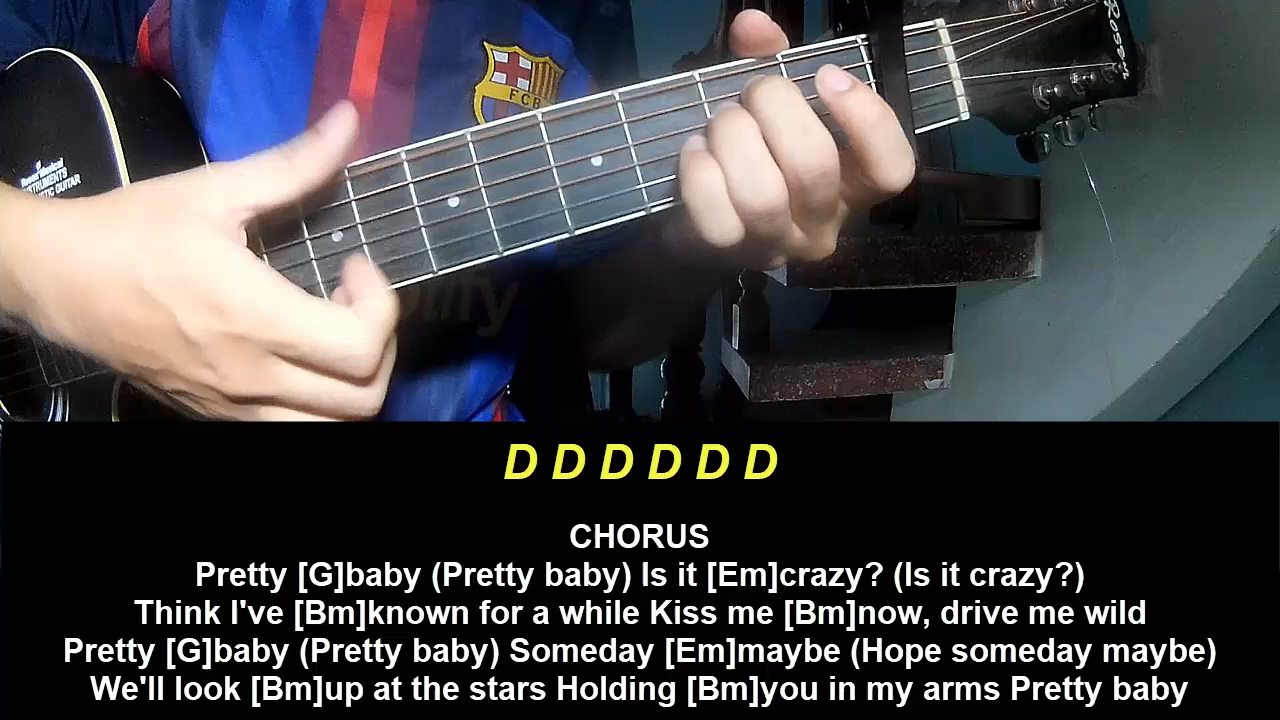 FCB
INSTRUMENTS
D D D D D D
CHORUS
Pretty [G]baby (Pretty baby) Is it [Em]crazy? (Is it crazy?)
Think I've [Bm]known for a while Kiss me [Bm]now, drive me wild
Pretty [G]baby (Pretty baby) Someday [Em]maybe (Hope someday maybe)
We'll look [Bm]up at the stars Holding [Bm]you in my arms Pretty baby